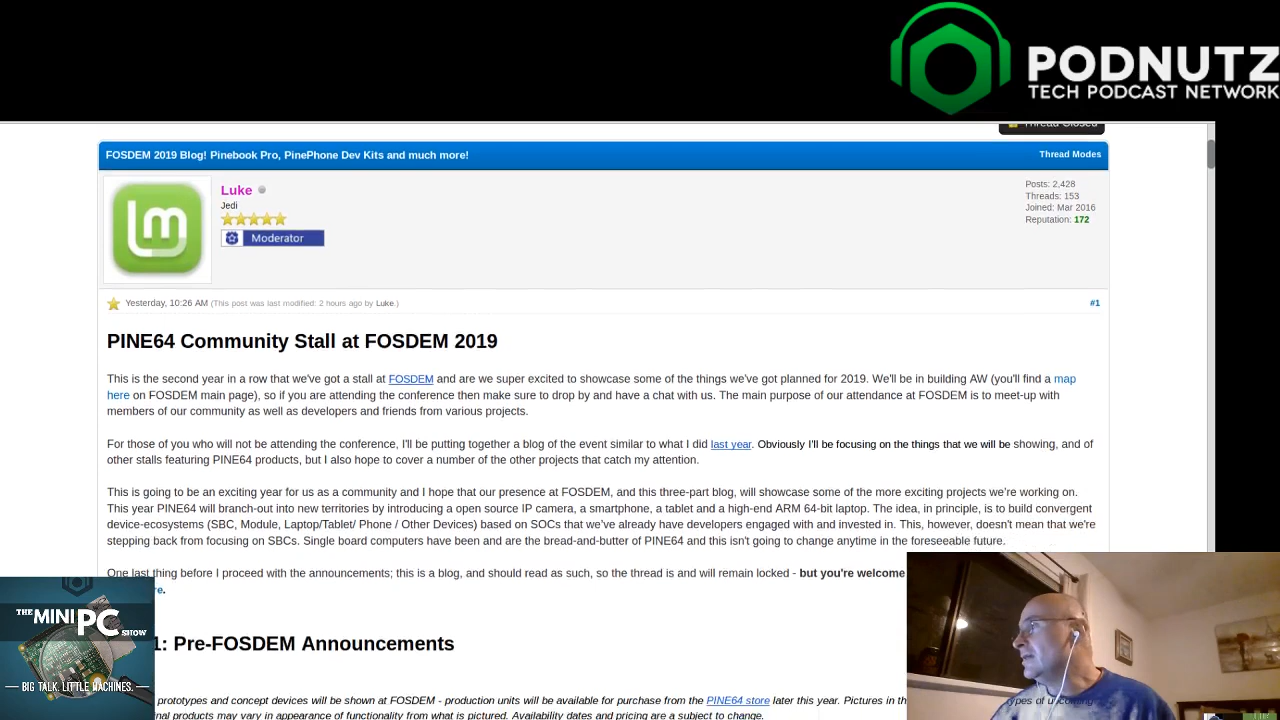 PODNUTZ
TECH PODCAST NETWORK
Thread Closed
FOSDEM 2019 Blog! Pinebook Pro, PinePhone Dev Kits and much more!
Thread Modes
Luke
Jedi
Moderator
Posts: 2,428
Threads: 153
Joined: Mar 2016
Reputation: 172
Yesterday, 10:26 AM (This post was last modified: 2 hours ago by Luke.)
#1
PINE64 Community Stall at FOSDEM 2019
This is the second year in a row that we've got a stall at FOSDEM and are we super excited to showcase some of the things we've got planned for 2019. We'll be in building AW (you'll find a map
here on FOSDEM main page), so if you are attending the conference then make sure to drop by and have a chat with us. The main purpose of our attendance at FOSDEM is to meet-up with
members of our community as well as developers and friends from various projects.
For those of you who will not be attending the conference, I'll be putting together a blog of the event similar to what I did last year. Obviously I'll be focusing on the things that we will be showing, and of
other stalls featuring PINE64 products, but I also hope to cover a number of the other projects that catch my attention.
This is going to be an exciting year for us as a community and I hope that our presence at FOSDEM, and this three-part blog, will showcase some of the more exciting projects we're working on.
This year PINE64 will branch-out into new territories by introducing a open source IP camera, a smartphone, a tablet and a high-end ARM 64-bit laptop. The idea, in principle, is to build convergent
device-ecosystems (SBC, Module, Laptop/Tablet/ Phone / Other Devices) based on SOCs that we've already have developers engaged with and invested in. This, however, doesn't mean that we're
stepping back from focusing on SBCs. Single board computers have been and are the bread-and-butter of PINE64 and this isn't going to change anytime in the foreseeable future.
One last thing before I proceed with the announcements; this is a blog, and should read as such, so the thread is and will remain locked - but you're welcome
re.
1: Pre-FOSDEM Announcements
prototypes and concept devices will be shown at FOSDEM - production units will be available for purchase from the PINE64 store later this year. Pictures in th
nal products may vary in appearance of functionality from what is pictured. Availability dates and pricing are a subject to change.
THE MINI PC SHOW
BIG TALK. LITTLE MACHINES.